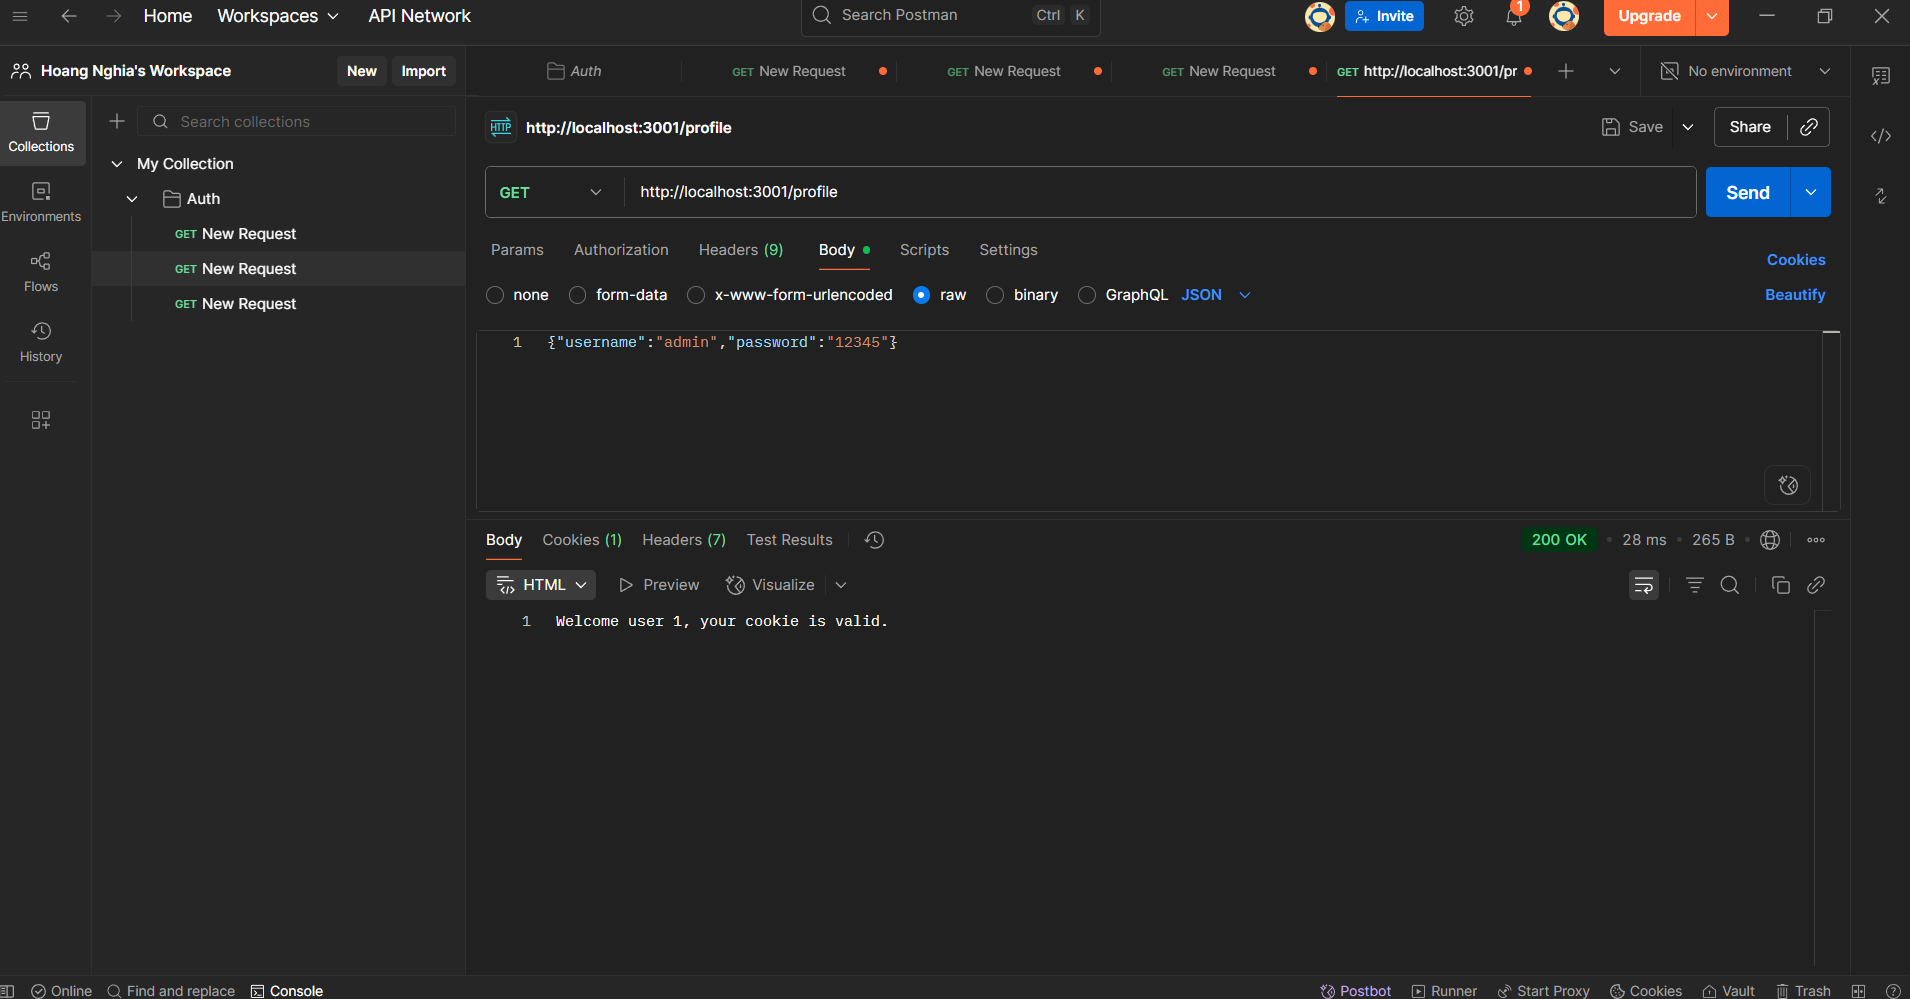 Home Workspaces API Network Search Postman Ctrl K Invite 1 Upgrade
Hoang Nghia's Workspace New Import Auth GET New Request GET New Request GET New Request GET http://localhost:3001/pr No environment
Collections
Environments
Flows
History
Search collections
My Collection
Auth
GET New Request
GET New Request
GET New Request
HTTP http://localhost:3001/profile Save Share
GET http://localhost:3001/profile Send
Params Authorization Headers (9) Body Scripts Settings Cookies
none form-data x-www-form-urlencoded raw binary GraphQL JSON Beautify
1 {"username":"admin","password":"12345"}
Body Cookies (1) Headers (7) Test Results 200 OK 28 ms 265 B
HTML Preview Visualize
1 Welcome user 1, your cookie is valid.
Online Find and replace Console Postbot Runner Start Proxy Cookies Vault Trash